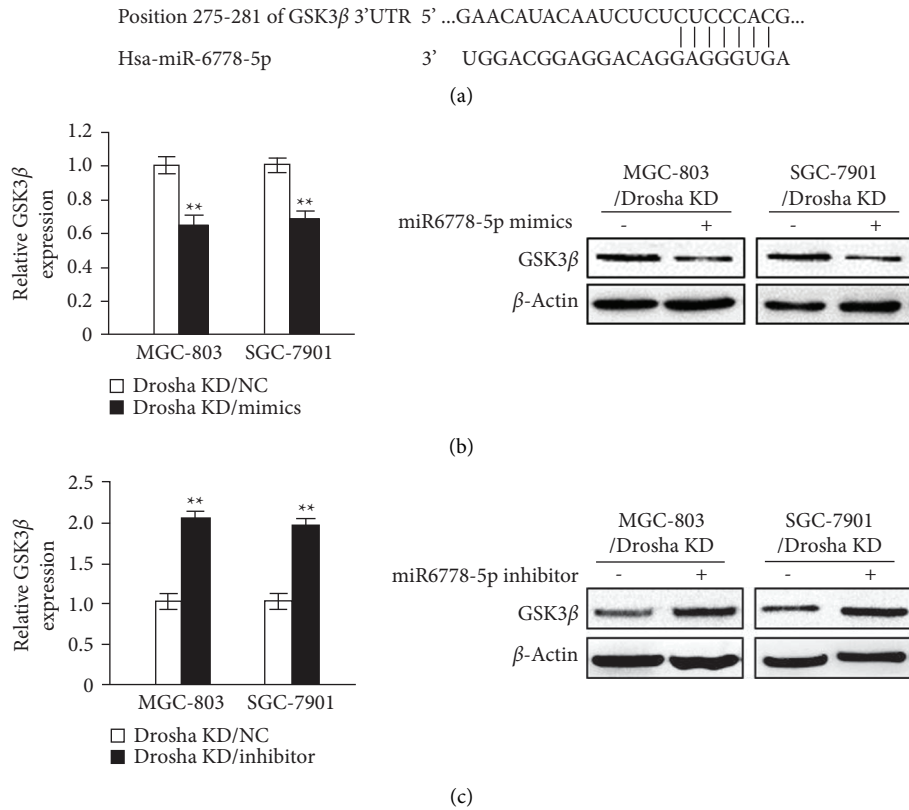 Position 275-281 of GSK3β 3'UTR 5' ...GAACAUACAAUCUCUCUCCCACG...
Hsa-miR-6778-5p 3' UGGACGGAGGACAGGAGGGUGA
(a)
Relative GSK3β
expression
1.2
1.0
0.8
0.6
0.4
0.2
0
**
**
MGC-803 SGC-7901
Drosha KD/NC
Drosha KD/mimics
MGC-803
/Drosha KD
SGC-7901
/Drosha KD
miR6778-5p mimics - + - +
GSK3β
β-Actin
(b)
Relative GSK3β
expression
2.5
2.0
1.5
1.0
0.5
0
**
**
MGC-803 SGC-7901
Drosha KD/NC
Drosha KD/inhibitor
MGC-803
/Drosha KD
SGC-7901
/Drosha KD
miR6778-5p inhibitor - + - +
GSK3β
β-Actin
(c)